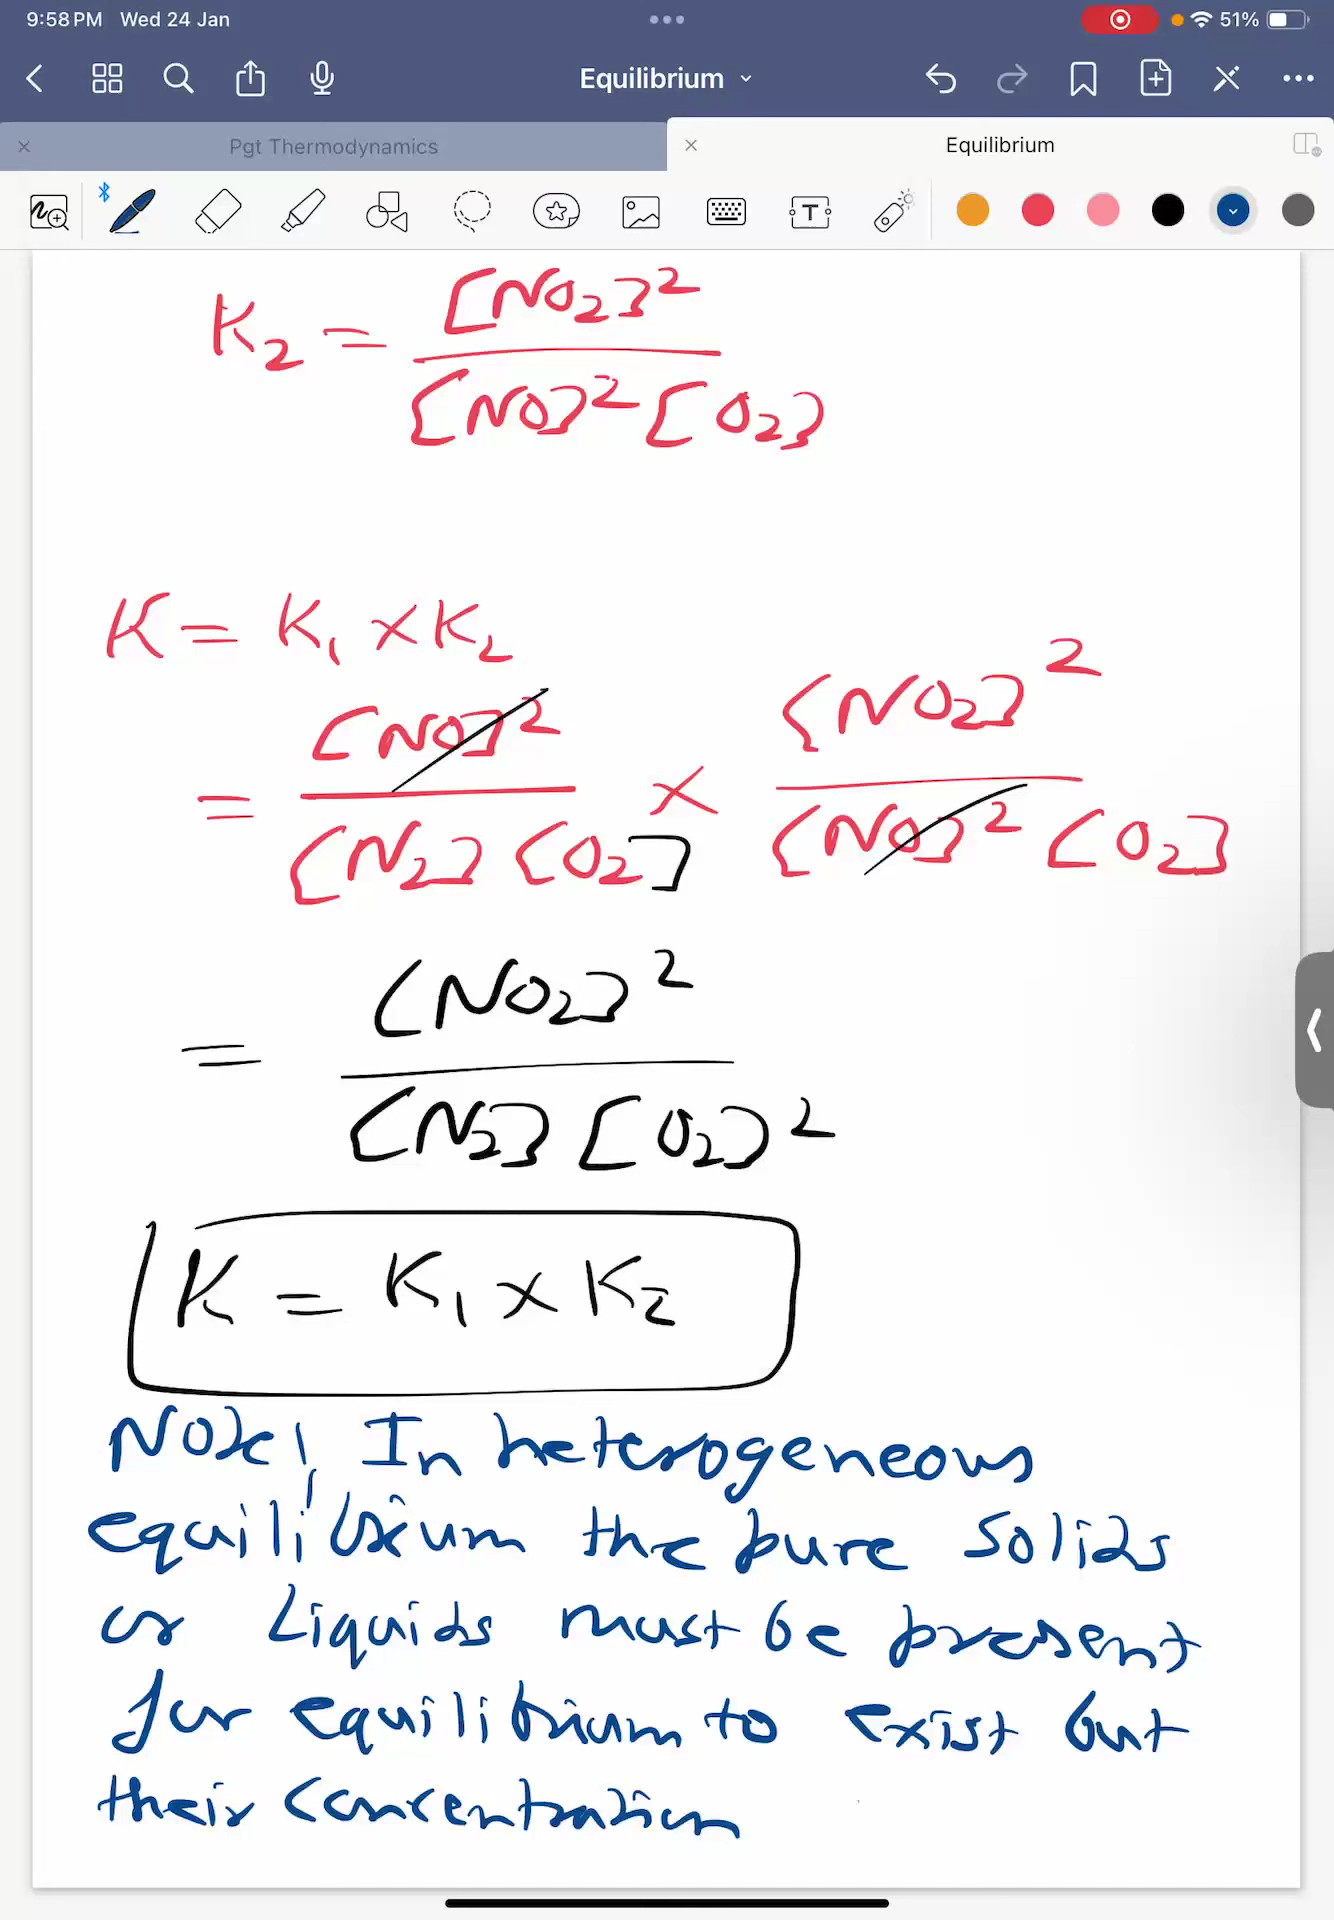 9:58 PM Wed 24 Jan 51%
Equilibrium
Pgt Thermodynamics Equilibrium
T
K₂ = [NO₂]² / [NO]² [O₂]
K = K₁ × K₂
= [NO]² / [N₂] [O₂] × [NO₂]² / [NO]² [O₂]
= [NO₂]² / [N₂] [O₂]²
K = K₁ × K₂
Note: In heterogeneous
equilibrium the pure solids
or Liquids must be present
for equilibrium to exist but
their concentration